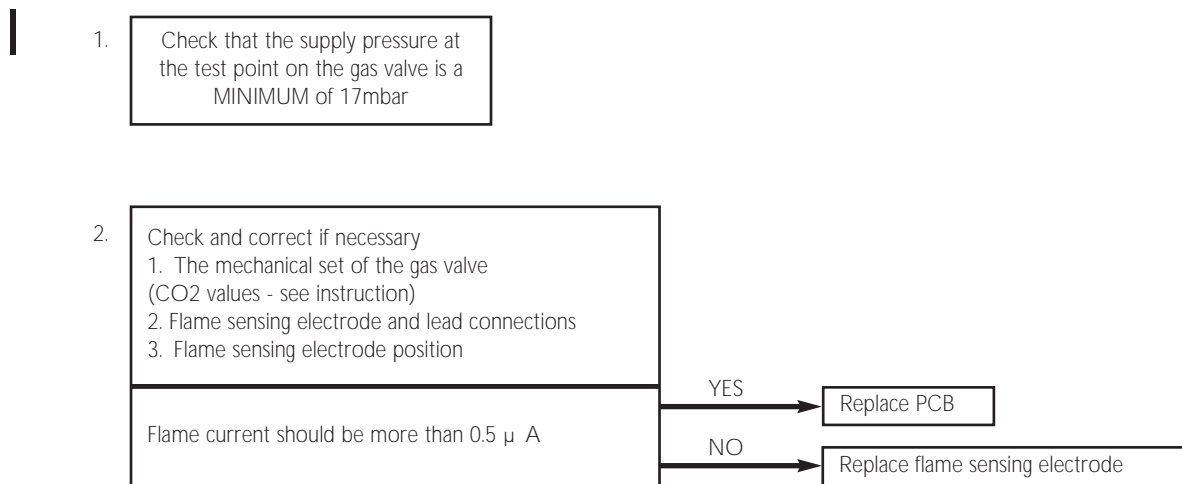 1.
Check that the supply pressure at
the test point on the gas valve is a
MINIMUM of 17mbar
2.
Check and correct if necessary
1. The mechanical set of the gas valve
(CO2 values - see instruction)
2. Flame sensing electrode and lead connections
3. Flame sensing electrode position
Flame current should be more than 0.5 μ A
YES
Replace PCB
NO
Replace flame sensing electrode